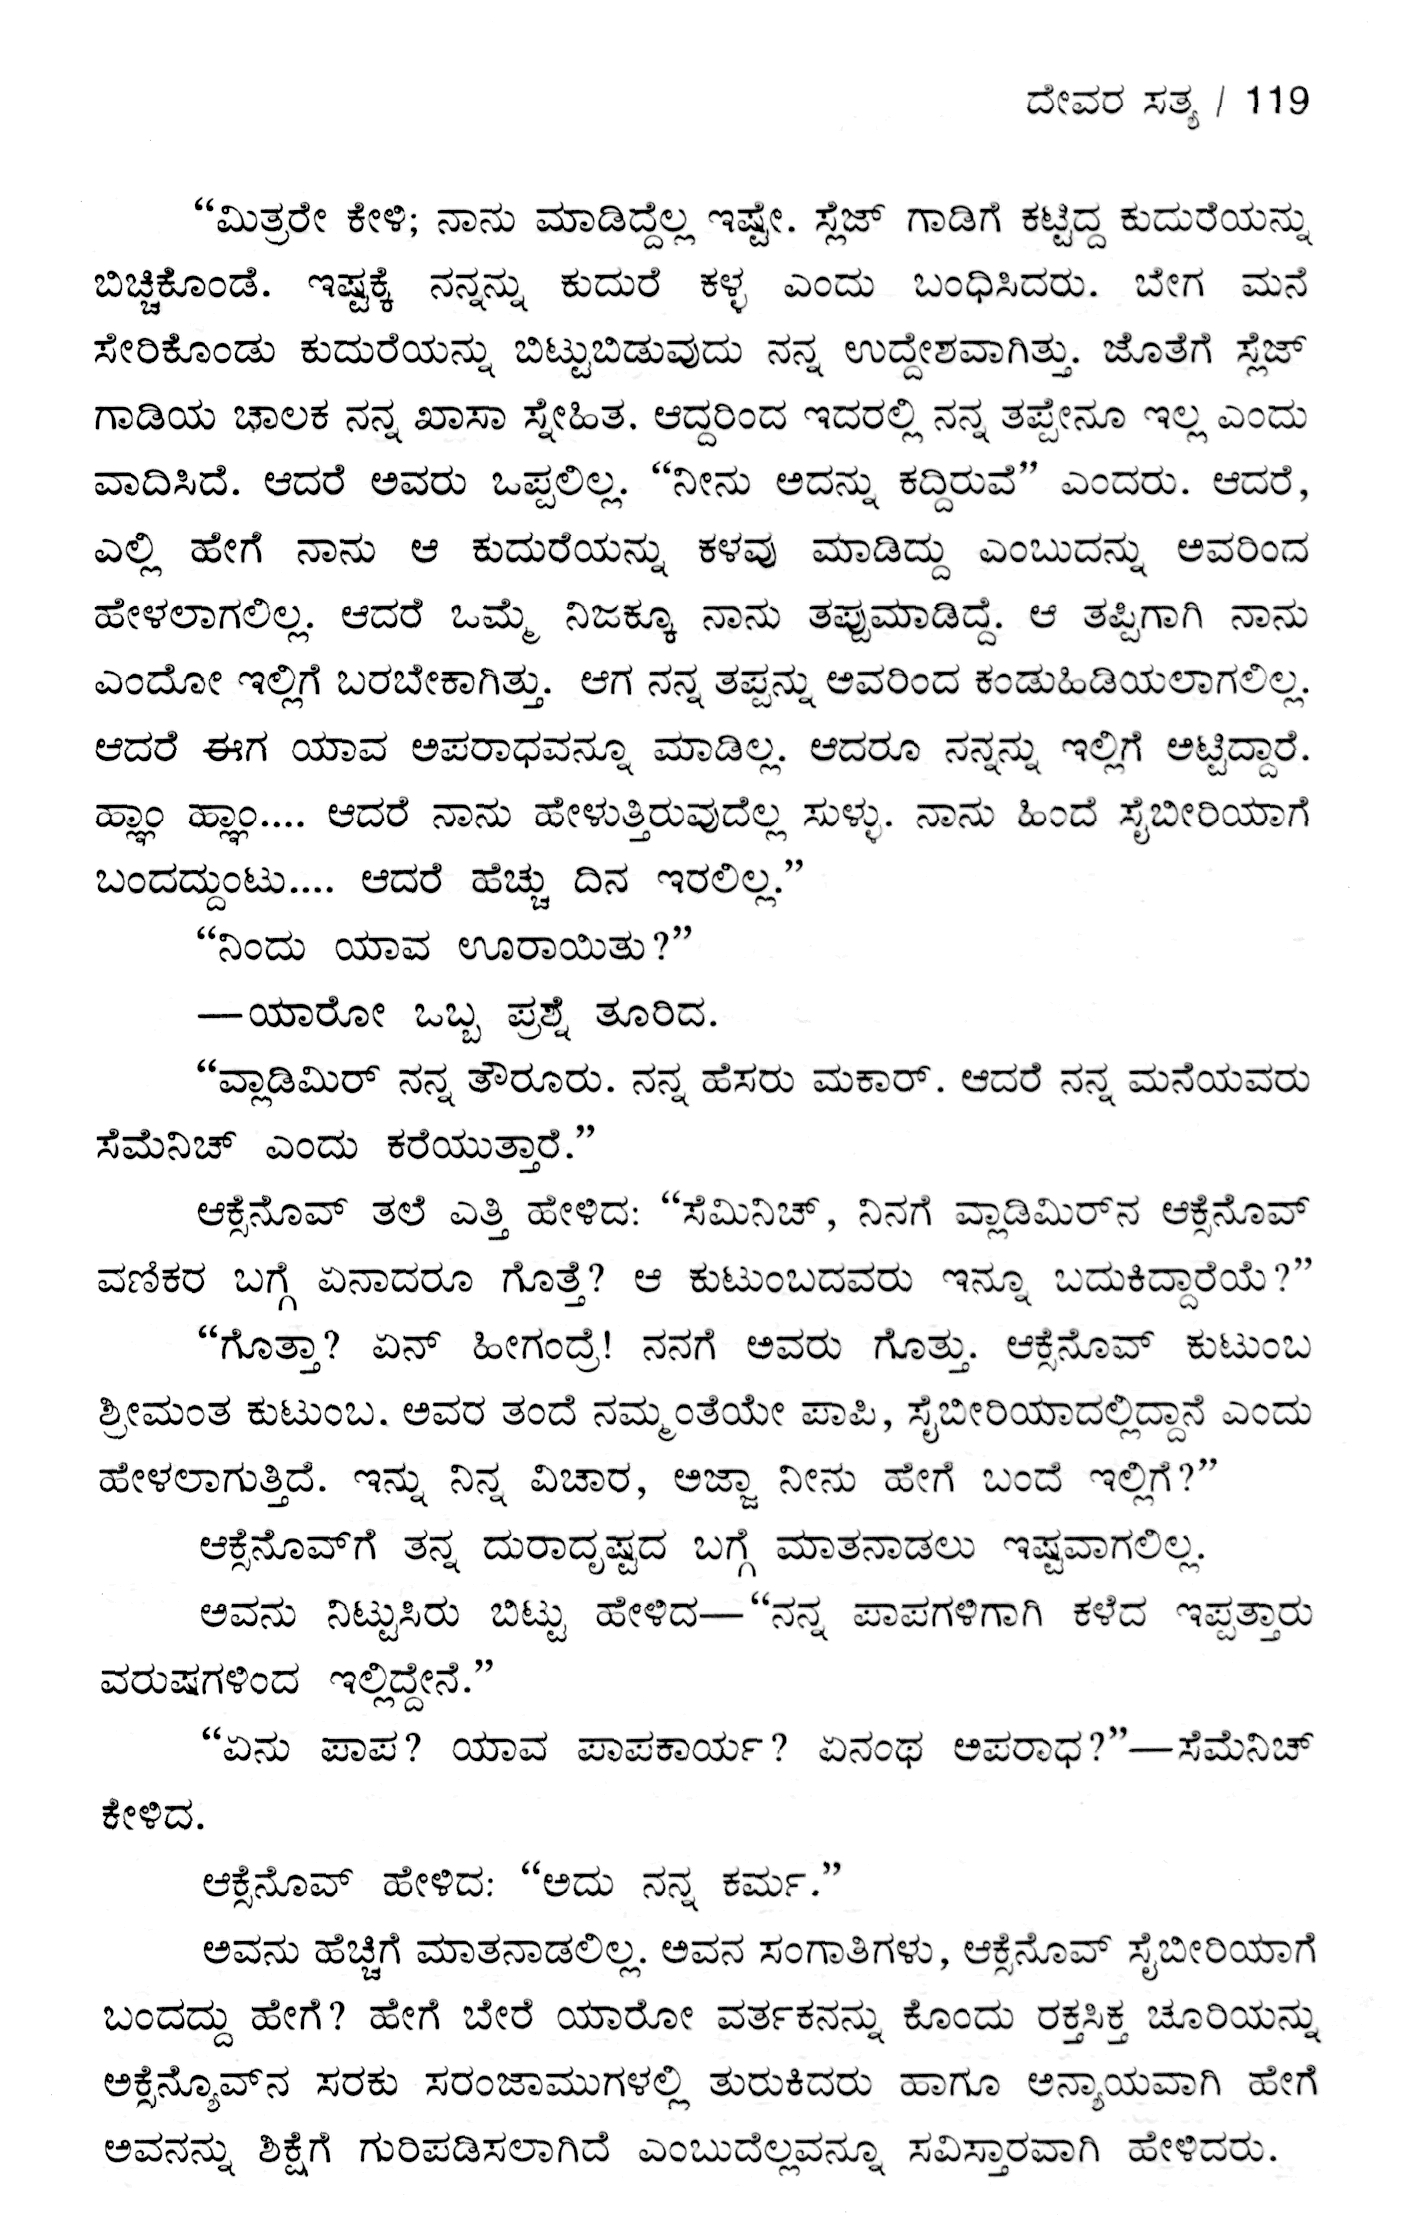 ದೇವರ ಸತ್ಯ / 119
“ಮಿತ್ರರೇ ಕೇಳಿ; ನಾನು ಮಾಡಿದ್ದೆಲ್ಲ ಇಷ್ಟೇ. ಸ್ಲೆಜ್ ಗಾಡಿಗೆ ಕಟ್ಟಿದ್ದ ಕುದುರೆಯನ್ನು
ಬಿಚ್ಚಿಕೊಂಡೆ. ಇಷ್ಟಕ್ಕೆ ನನ್ನನ್ನು ಕುದುರೆ ಕಳ್ಳ ಎಂದು ಬಂಧಿಸಿದರು. ಬೇಗ ಮನೆ
ಸೇರಿಕೊಂಡು ಕುದುರೆಯನ್ನು ಬಿಟ್ಟುಬಿಡುವುದು ನನ್ನ ಉದ್ದೇಶವಾಗಿತ್ತು. ಜೊತೆಗೆ ಸ್ಲೆಜ್
ಗಾಡಿಯ ಚಾಲಕ ನನ್ನ ಖಾಸಾ ಸ್ನೇಹಿತ. ಆದ್ದರಿಂದ ಇದರಲ್ಲಿ ನನ್ನ ತಪ್ಪೇನೂ ಇಲ್ಲ ಎಂದು
ವಾದಿಸಿದೆ. ಆದರೆ ಅವರು ಒಪ್ಪಲಿಲ್ಲ. “ನೀನು ಅದನ್ನು ಕದ್ದಿರುವೆ” ಎಂದರು. ಆದರೆ,
ಎಲ್ಲಿ ಹೇಗೆ ನಾನು ಆ ಕುದುರೆಯನ್ನು ಕಳವು ಮಾಡಿದ್ದು ಎಂಬುದನ್ನು ಅವರಿಂದ
ಹೇಳಲಾಗಲಿಲ್ಲ. ಆದರೆ ಒಮ್ಮೆ ನಿಜಕ್ಕೂ ನಾನು ತಪ್ಪುಮಾಡಿದ್ದೆ. ಆ ತಪ್ಪಿಗಾಗಿ ನಾನು
ಎಂದೋ ಇಲ್ಲಿಗೆ ಬರಬೇಕಾಗಿತ್ತು. ಆಗ ನನ್ನ ತಪ್ಪನ್ನು ಅವರಿಂದ ಕಂಡುಹಿಡಿಯಲಾಗಲಿಲ್ಲ.
ಆದರೆ ಈಗ ಯಾವ ಅಪರಾಧವನ್ನೂ ಮಾಡಿಲ್ಲ. ಆದರೂ ನನ್ನನ್ನು ಇಲ್ಲಿಗೆ ಅಟ್ಟಿದ್ದಾರೆ.
ಹ್ಞಾಂ ಹ್ಞಾಂ.... ಆದರೆ ನಾನು ಹೇಳುತ್ತಿರುವುದೆಲ್ಲ ಸುಳ್ಳು. ನಾನು ಹಿಂದೆ ಸೈಬೀರಿಯಾಗೆ
ಬಂದದ್ದುಂಟು.... ಆದರೆ ಹೆಚ್ಚು ದಿನ ಇರಲಿಲ್ಲ.”
“ನಿಂದು ಯಾವ ಊರಾಯಿತು?”
—ಯಾರೋ ಒಬ್ಬ ಪ್ರಶ್ನೆ ತೂರಿದ.
“ವ್ಲಾಡಿಮಿರ್ ನನ್ನ ತೌರೂರು. ನನ್ನ ಹೆಸರು ಮಕಾರ್. ಆದರೆ ನನ್ನ ಮನೆಯವರು
ಸೆಮೆನಿಚ್ ಎಂದು ಕರೆಯುತ್ತಾರೆ.”
ಆಕ್ಸೆನೊವ್ ತಲೆ ಎತ್ತಿ ಹೇಳಿದ: “ಸೆಮಿನಿಚ್, ನಿನಗೆ ವ್ಲಾಡಿಮಿರ್‌ನ ಆಕ್ಸೆನೊವ್
ವಣಿಕರ ಬಗ್ಗೆ ಏನಾದರೂ ಗೊತ್ತೆ? ಆ ಕುಟುಂಬದವರು ಇನ್ನೂ ಬದುಕಿದ್ದಾರೆಯೆ?”
“ಗೊತ್ತಾ? ಏನ್ ಹೀಗಂದ್ರೆ! ನನಗೆ ಅವರು ಗೊತ್ತು. ಆಕ್ಸೆನೊವ್ ಕುಟುಂಬ
ಶ್ರೀಮಂತ ಕುಟುಂಬ. ಅವರ ತಂದೆ ನಮ್ಮಂತೆಯೇ ಪಾಪಿ, ಸೈಬೀರಿಯಾದಲ್ಲಿದ್ದಾನೆ ಎಂದು
ಹೇಳಲಾಗುತ್ತಿದೆ. ಇನ್ನು ನಿನ್ನ ವಿಚಾರ, ಅಜ್ಜಾ ನೀನು ಹೇಗೆ ಬಂದೆ ಇಲ್ಲಿಗೆ?”
ಆಕ್ಸೆನೊವ್‌ಗೆ ತನ್ನ ದುರಾದೃಷ್ಟದ ಬಗ್ಗೆ ಮಾತನಾಡಲು ಇಷ್ಟವಾಗಲಿಲ್ಲ.
ಅವನು ನಿಟ್ಟುಸಿರು ಬಿಟ್ಟು ಹೇಳಿದ—“ನನ್ನ ಪಾಪಗಳಿಗಾಗಿ ಕಳೆದ ಇಪ್ಪತ್ತಾರು
ವರುಷಗಳಿಂದ ಇಲ್ಲಿದ್ದೇನೆ.”
“ಏನು ಪಾಪ? ಯಾವ ಪಾಪಕಾರ್ಯ? ಏನಂಥ ಅಪರಾಧ?”—ಸೆಮೆನಿಚ್
ಕೇಳಿದ.
ಆಕ್ಸೆನೊವ್ ಹೇಳಿದ: “ಅದು ನನ್ನ ಕರ್ಮ.”
ಅವನು ಹೆಚ್ಚಿಗೆ ಮಾತನಾಡಲಿಲ್ಲ. ಅವನ ಸಂಗಾತಿಗಳು, ಆಕ್ಸೆನೊವ್ ಸೈಬೀರಿಯಾಗೆ
ಬಂದದ್ದು ಹೇಗೆ? ಹೇಗೆ ಬೇರೆ ಯಾರೋ ವರ್ತಕನನ್ನು ಕೊಂದು ರಕ್ತಸಿಕ್ತ ಚೂರಿಯನ್ನು
ಅಕ್ಸೆನ್ಯೊವ್‌ನ ಸರಕು ಸರಂಜಾಮುಗಳಲ್ಲಿ ತುರುಕಿದರು ಹಾಗೂ ಅನ್ಯಾಯವಾಗಿ ಹೇಗೆ
ಅವನನ್ನು ಶಿಕ್ಷೆಗೆ ಗುರಿಪಡಿಸಲಾಗಿದೆ ಎಂಬುದೆಲ್ಲವನ್ನೂ ಸವಿಸ್ತಾರವಾಗಿ ಹೇಳಿದರು.